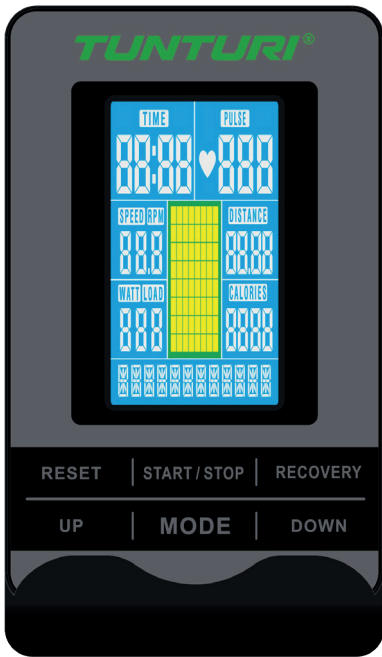 TUNTURI®
TIME PULSE
88:88 888
SPEED RPM DISTANCE
88.8 88.88
WATT LOAD CALORIES
888 8888
RESET START / STOP RECOVERY
UP MODE DOWN